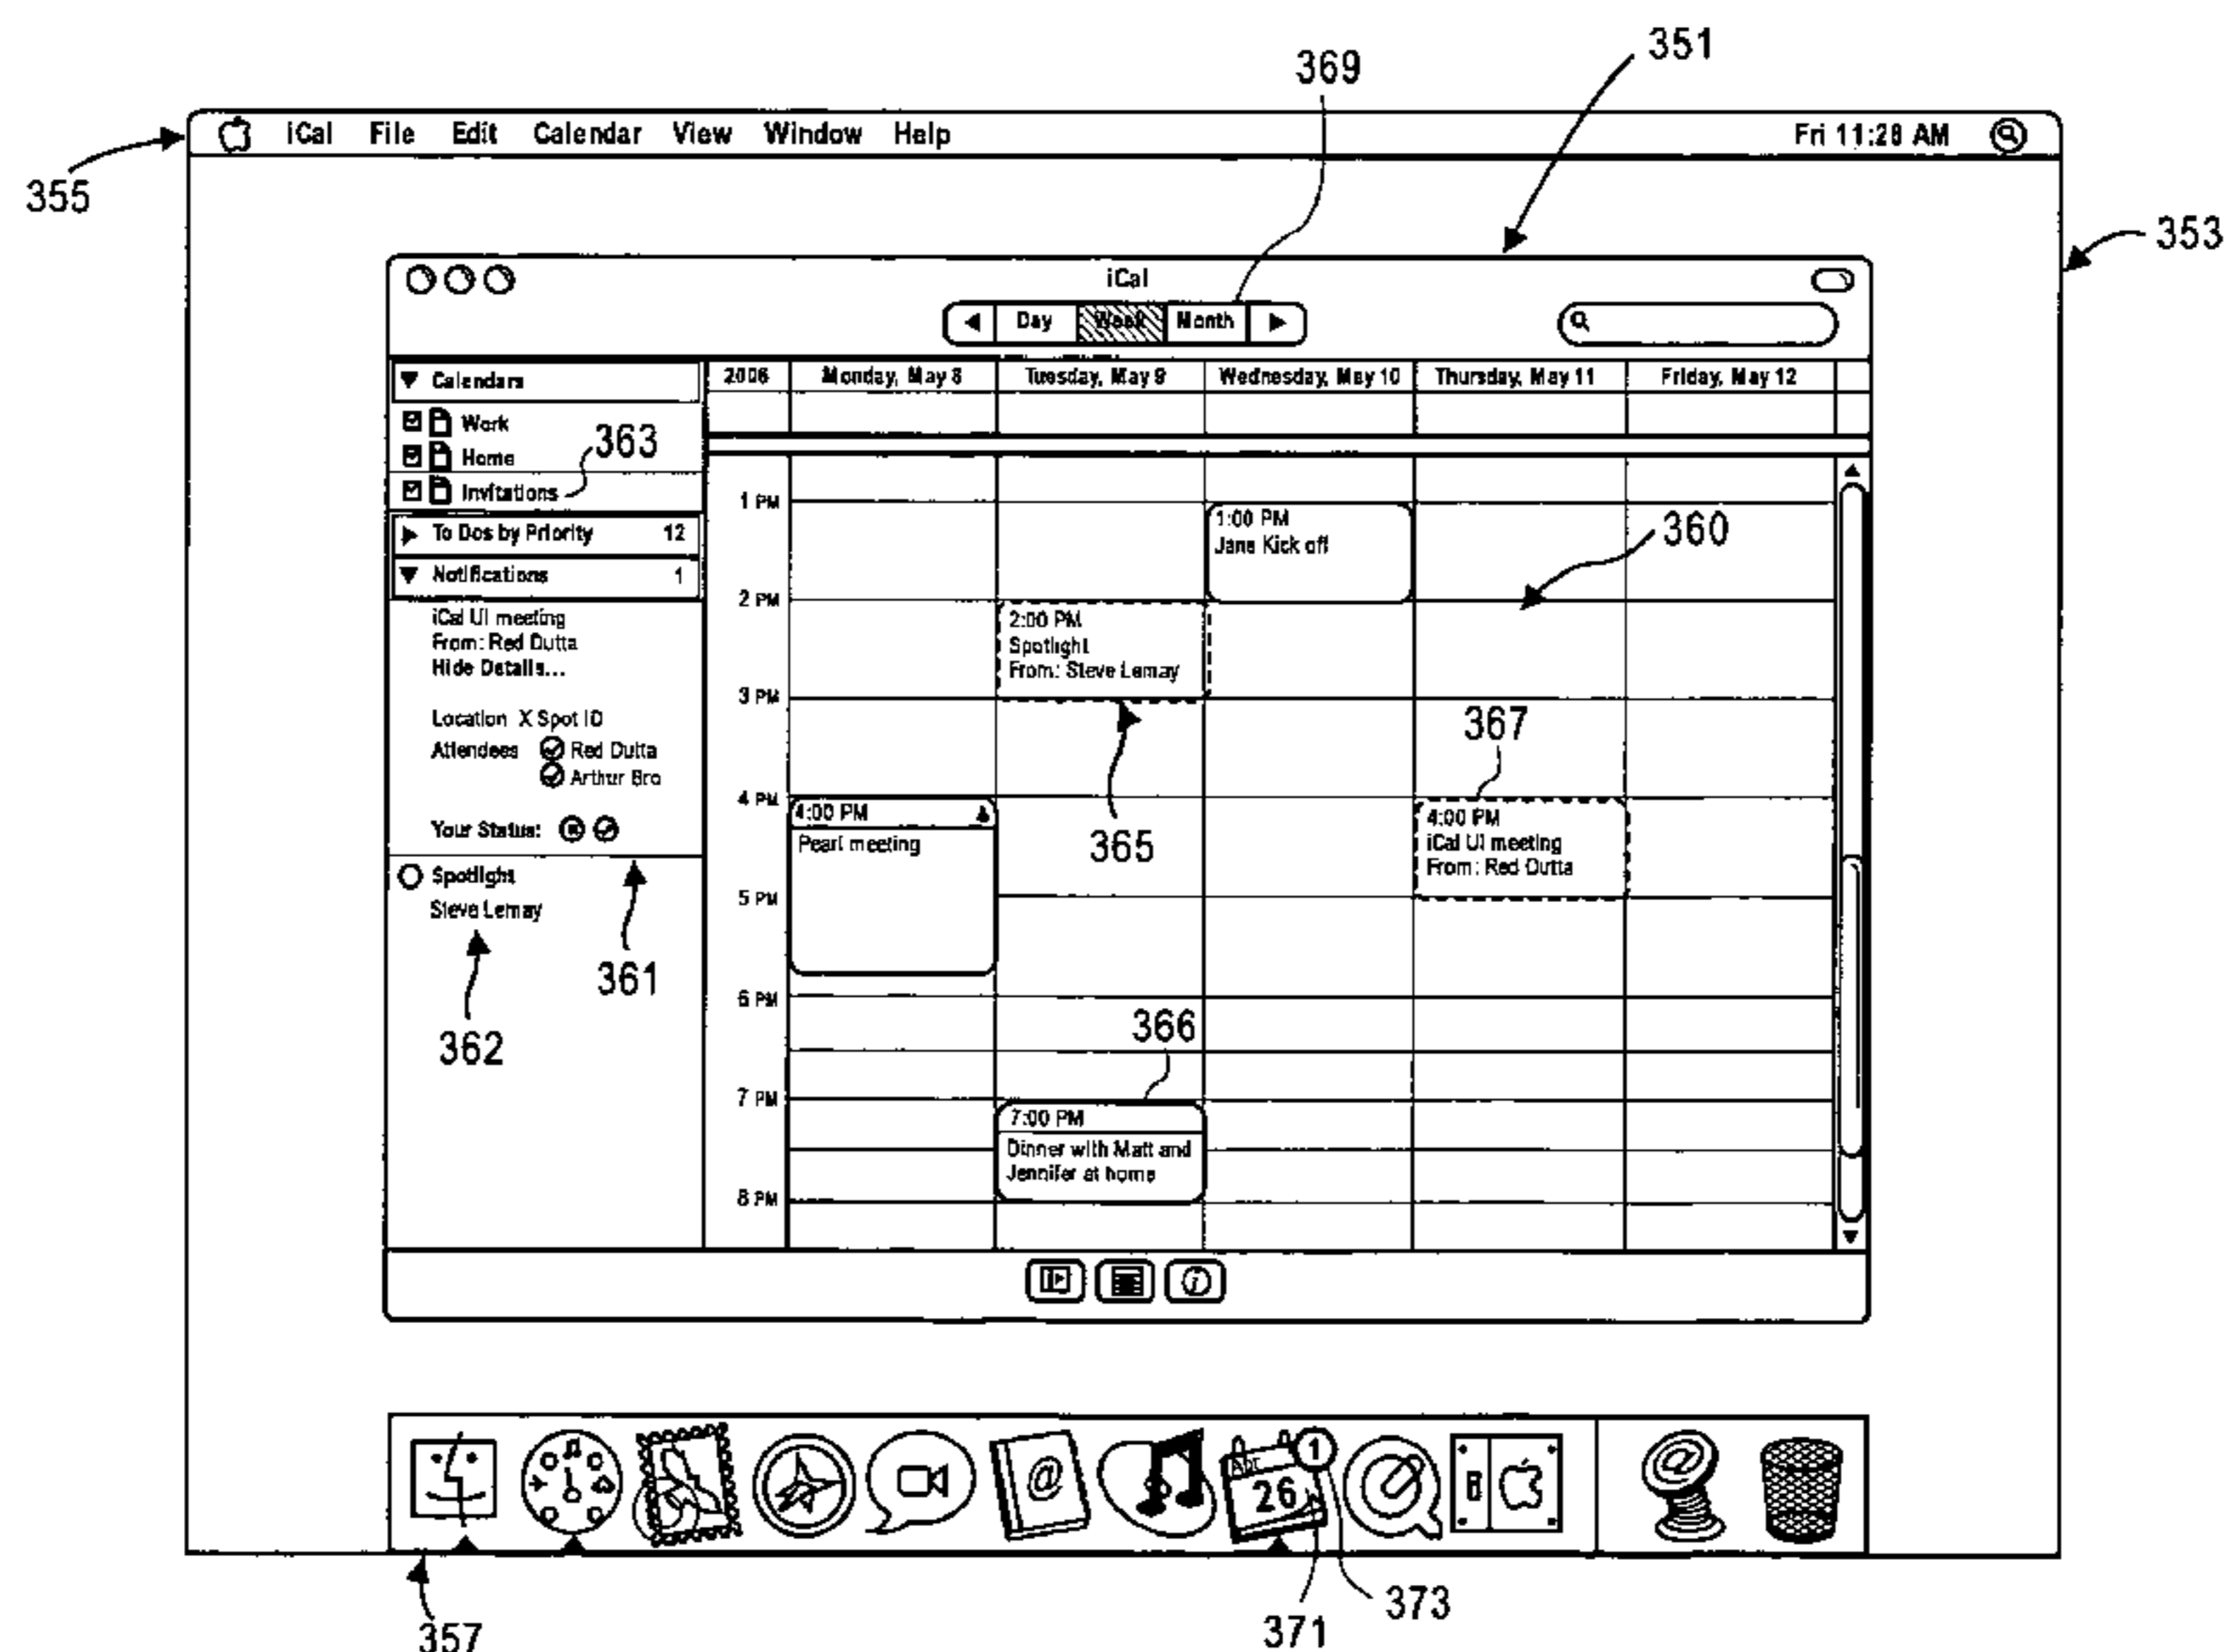 351
369
iCal File Edit Calendar View Window Help Fri 11:28 AM
355
353
iCal
Day Week Month
Calendars
2006 Monday, May 8 Tuesday, May 9 Wednesday, May 10 Thursday, May 11 Friday, May 12
Work
363
Home
Invitations
1 PM
To Dos by Priority 12
1:00 PM
Jane Kick off
360
Notifications 1
2 PM
iCal UI meeting
From: Red Dutta
Hide Details...
2:00 PM
Spotlight
From: Steve Lemay
3 PM
Location X Spot ID
Attendees Red Dutta
Arthur Bro
367
4 PM
4:00 PM
Pearl meeting
365
4:00 PM
iCal UI meeting
From: Red Dutta
Your Status:
Spotlight
Steve Lemay
5 PM
361
362
6 PM
366
7 PM
7:00 PM
Dinner with Matt and
Jennifer at home
8 PM
i
@
1
26
@
373
371
357